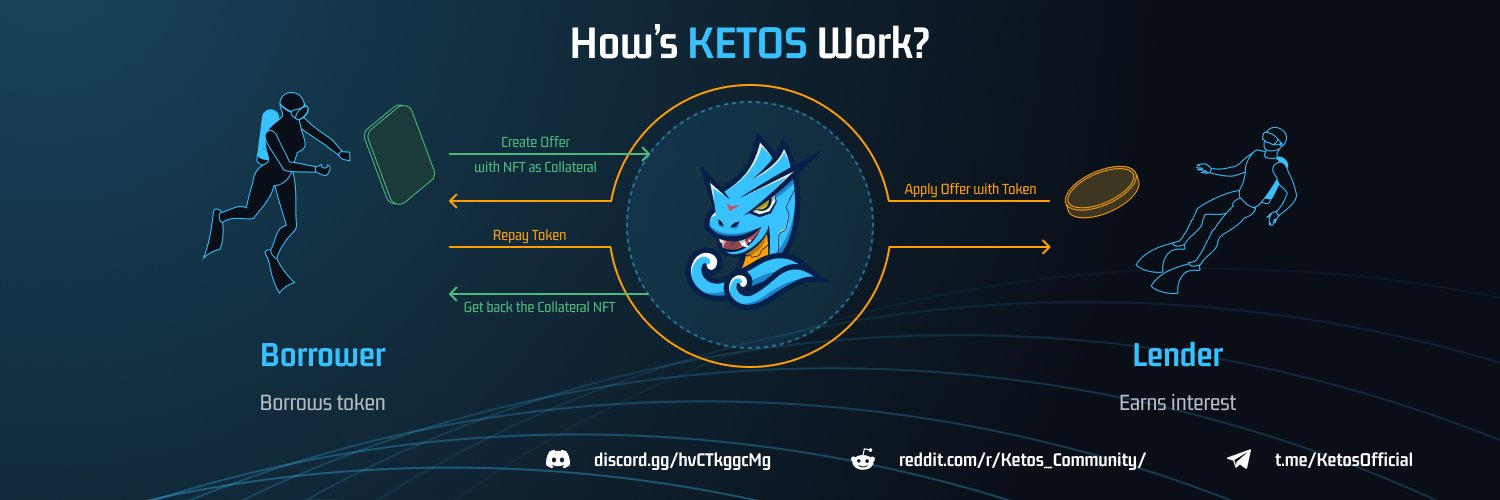 How's KETOS Work?
Create Offer
with NFT as Collateral
Apply Offer with Token
Repay Token
Get back the Collateral NFT
Borrower
Borrows token
Lender
Earns interest
discord.gg/hvCTkggcMg
reddit.com/r/Ketos_Community/
t.me/KetosOfficial